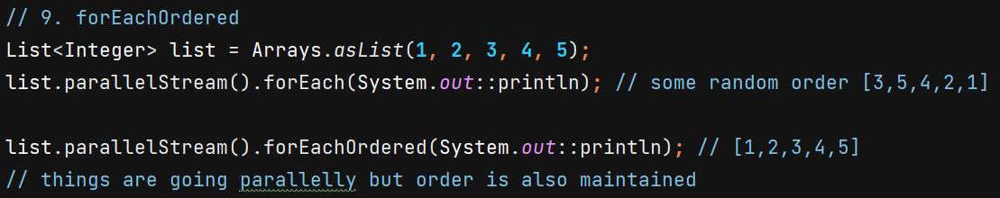 // 9. forEachOrdered
List<Integer> list = Arrays.asList(1, 2, 3, 4, 5);
list.parallelStream().forEach(System.out::println); // some random order [3,5,4,2,1]
list.parallelStream().forEachOrdered(System.out::println); // [1,2,3,4,5]
// things are going parallelly but order is also maintained